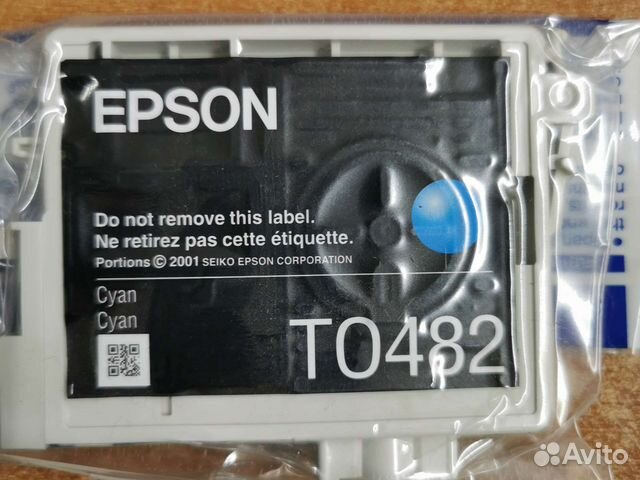 EPSON
Do not remove this label.
Ne retirez pas cette étiquette.
Portions © 2001 SEIKO EPSON CORPORATION
Cyan
Cyan
T0482
Avito